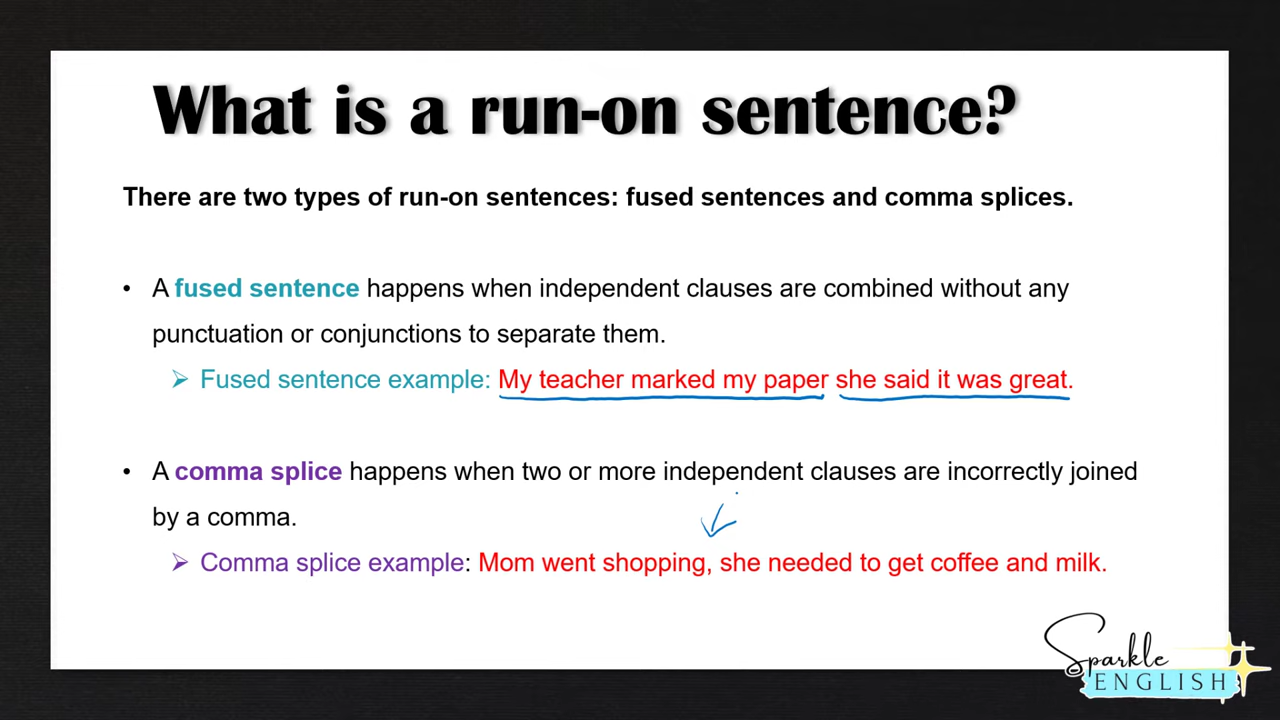 What is a run-on sentence?
There are two types of run-on sentences: fused sentences and comma splices.
• A fused sentence happens when independent clauses are combined without any
punctuation or conjunctions to separate them.
➢ Fused sentence example: My teacher marked my paper she said it was great.
• A comma splice happens when two or more independent clauses are incorrectly joined
by a comma.
➢ Comma splice example: Mom went shopping, she needed to get coffee and milk.
Sparkle
ENGLISH